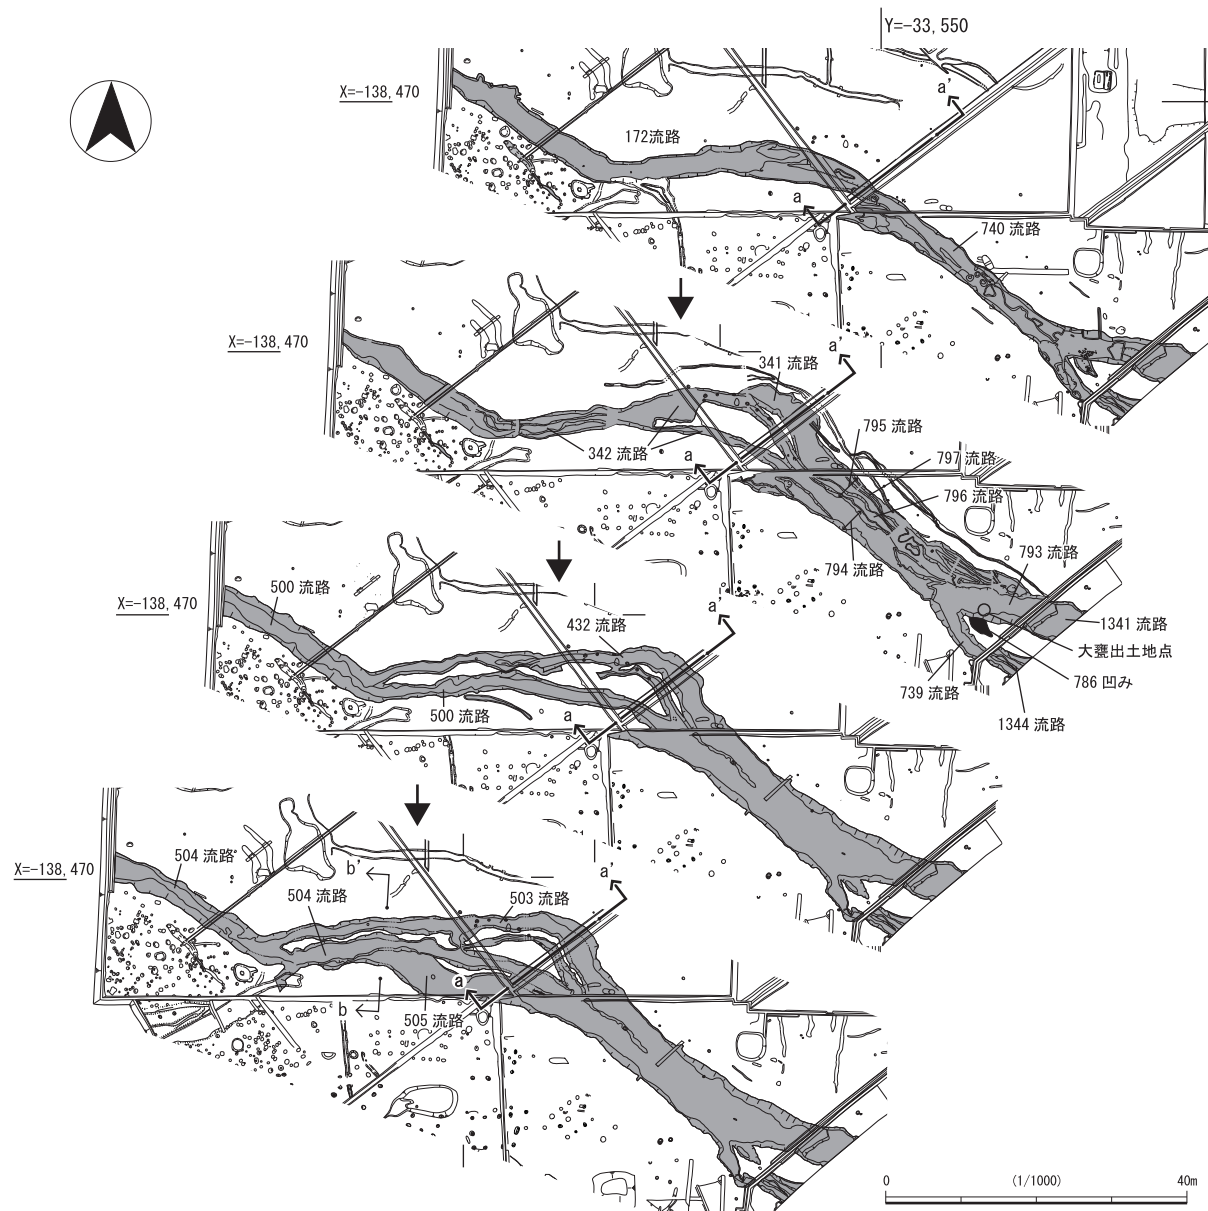 Y=-33,550
X=-138,470
a'
172流路
a
740 流路
X=-138,470
341 流路
a'
795 流路
797 流路
342 流路
a
796 流路
793 流路
794 流路
500 流路
X=-138,470
a'
432 流路
1341 流路
大甕出土地点
786 凹み
739 流路
500 流路
a
1344 流路
504 流路
X=-138,470
b'
a'
504 流路
503 流路
a
b
505 流路
0 (1/1000) 40m